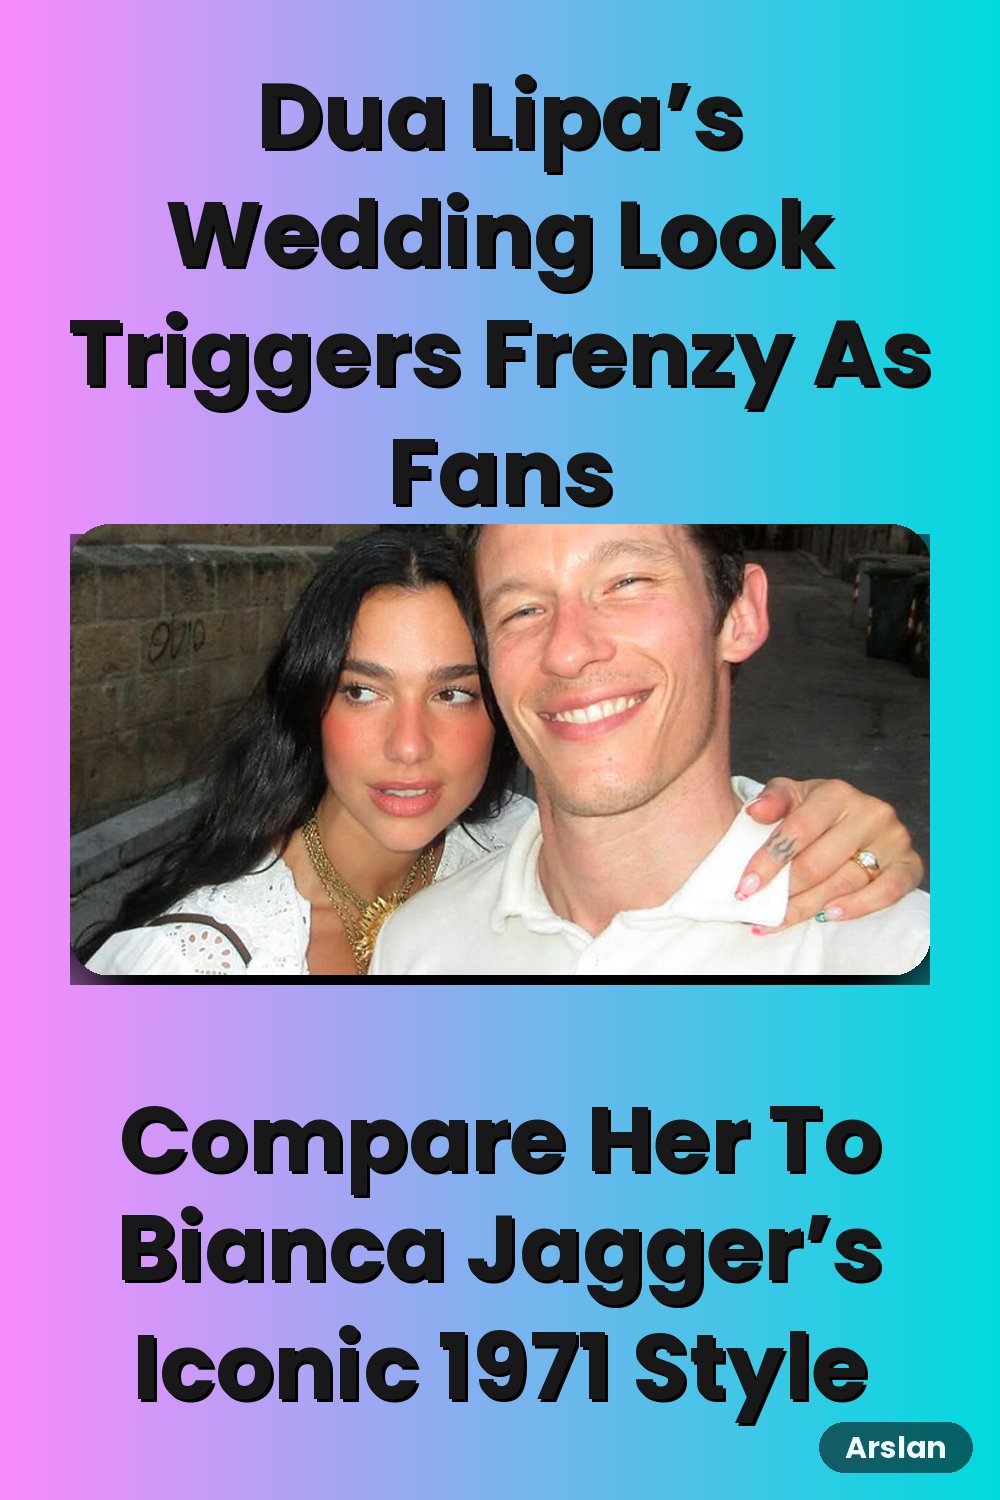 Dua Lipa’s
Wedding Look
Triggers Frenzy As
Fans
Compare Her To
Bianca Jagger’s
Iconic 1971 Style
Arslan